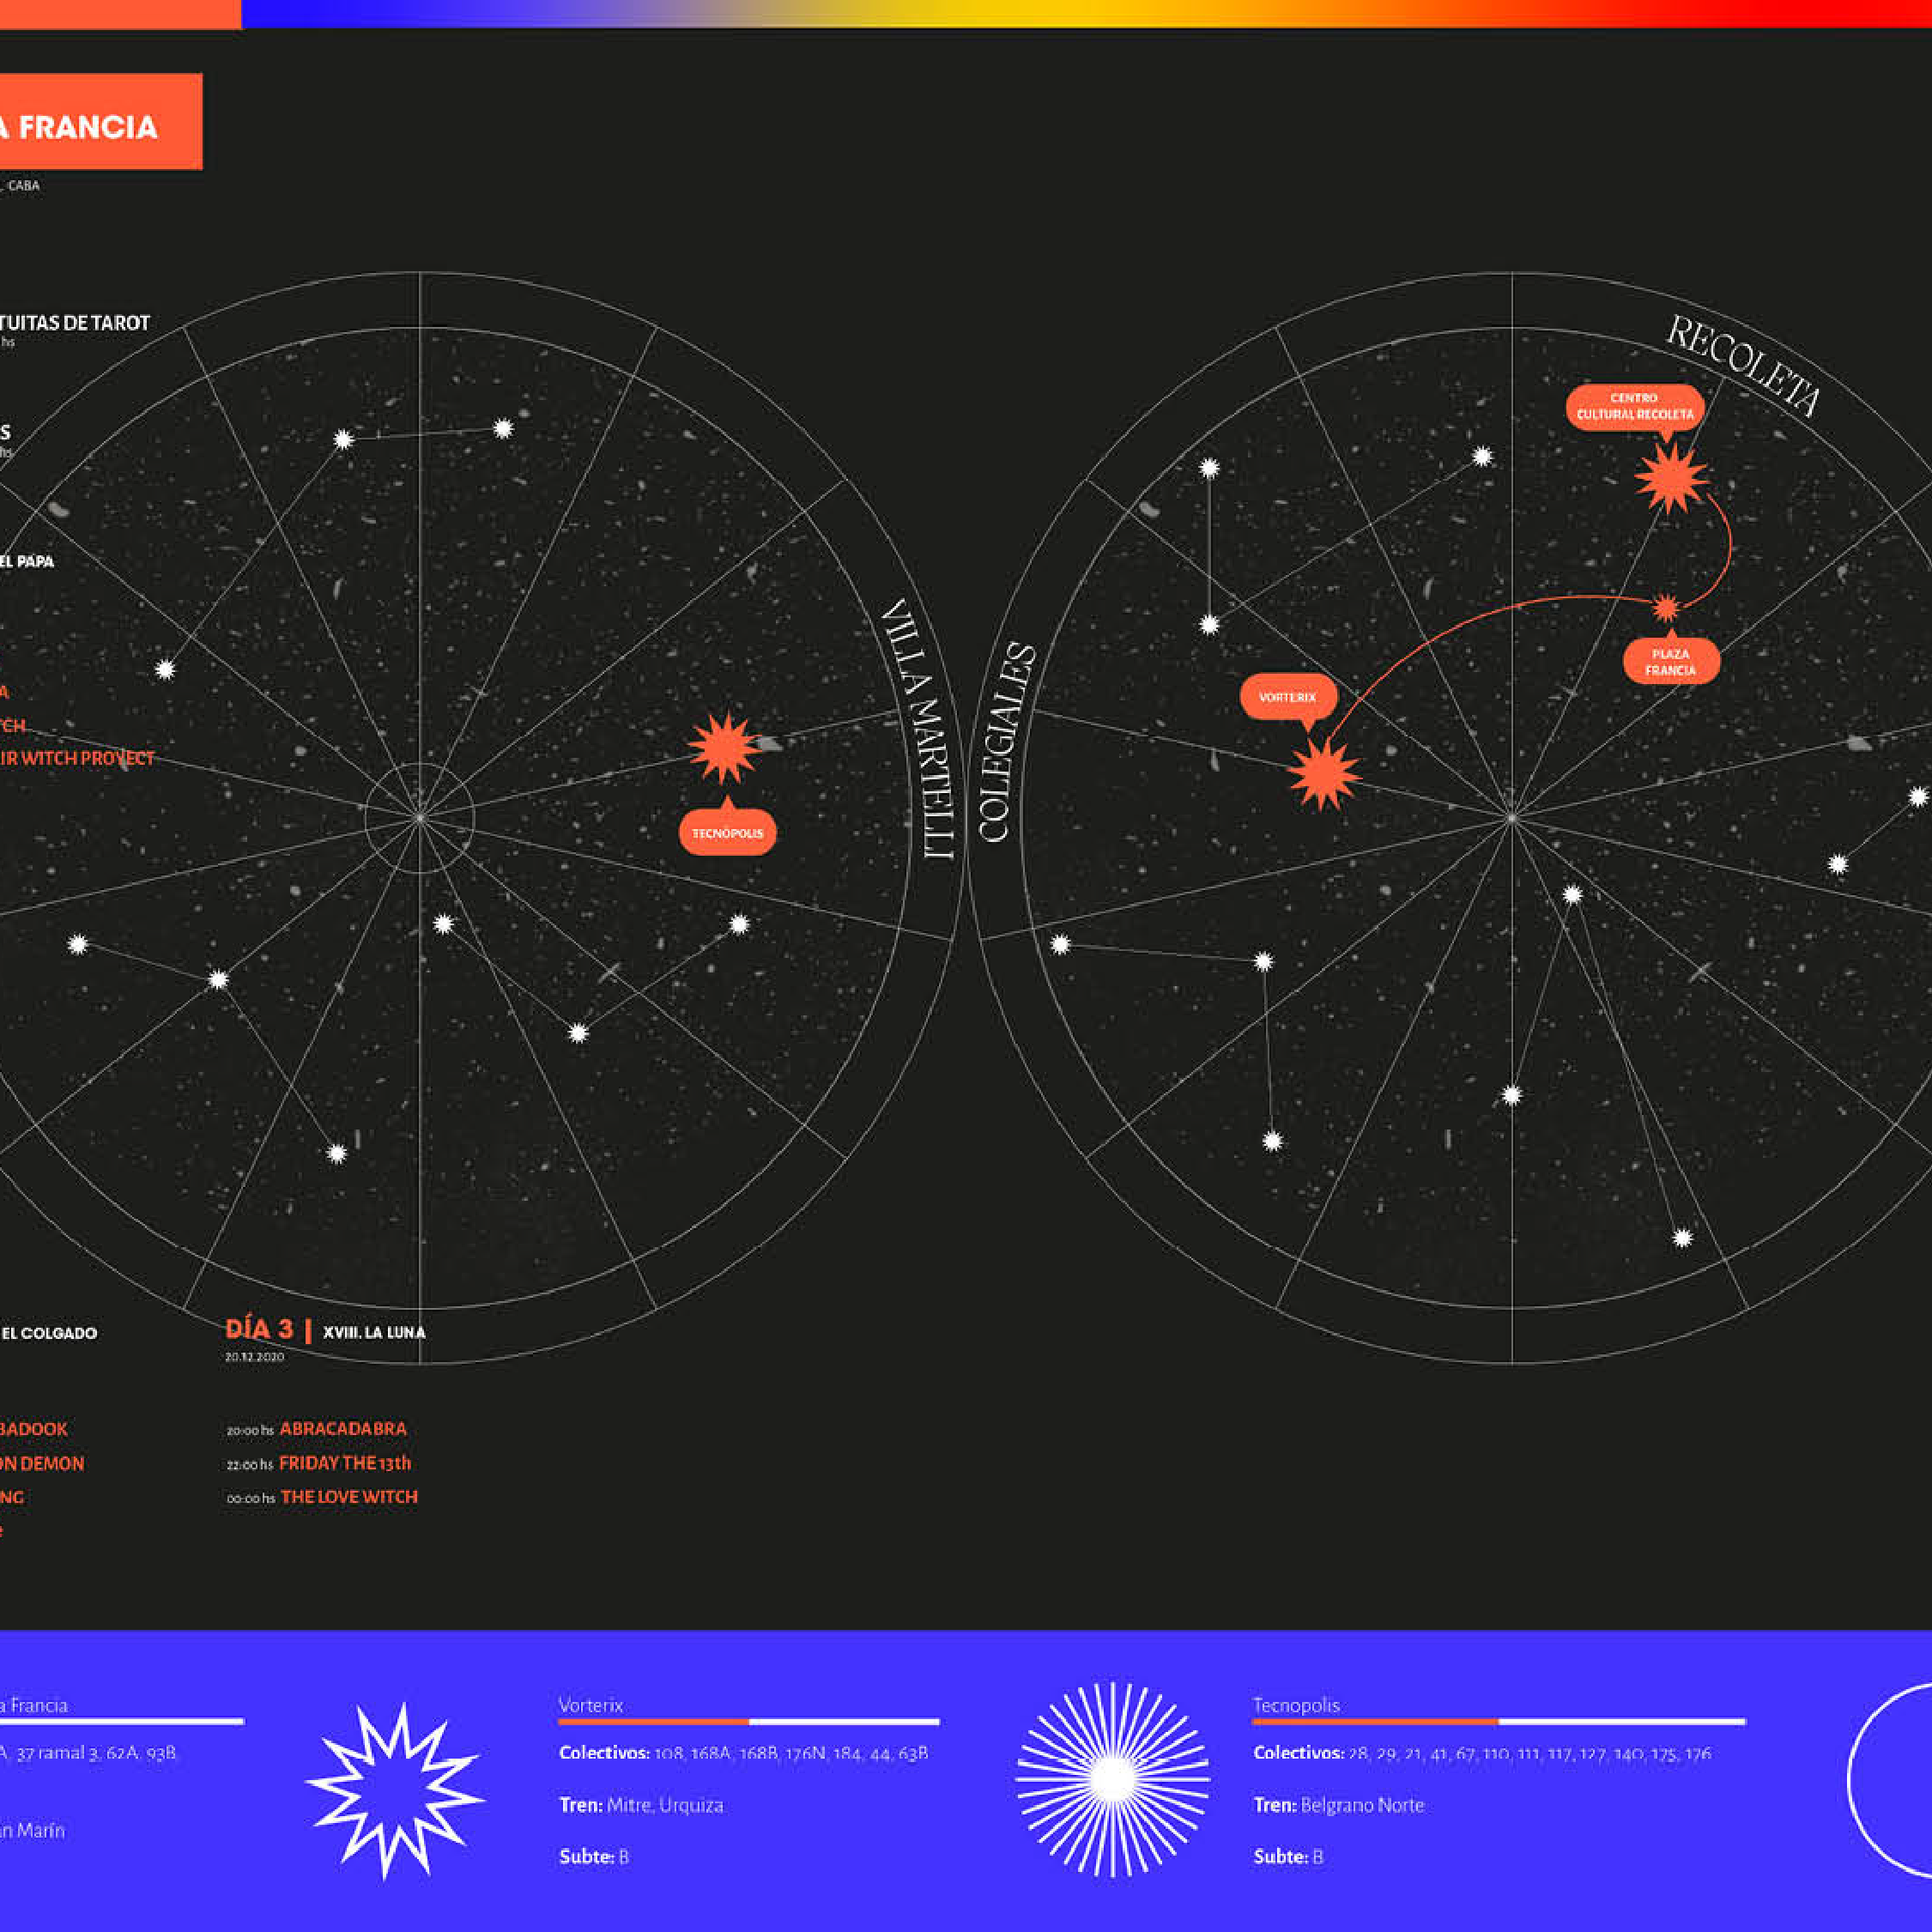 A FRANCIA
, CABA
TUITAS DE TAROT
hs
S
hs
EL PAPA
A
TCH
IR WITCH PROYECT
VILLA MARTELLI
TECNÓPOLIS
COLEGIALES
RECOLETA
CENTRO
CULTURAL RECOLETA
PLAZA
FRANCIA
VORTERIX
EL COLGADO
BADOOK
ON DEMON
NG
e
DÍA 3 | XVIII. LA LUNA
20.12.2020
20:00 hs ABRACADABRA
22:00 hs FRIDAY THE 13th
00:00 hs THE LOVE WITCH
a Francia
A, 37 ramal 3, 62A, 93B
an Marín
Vorterix
Colectivos: 108, 168A, 168B, 176N, 184, 44, 63B
Tren: Mitre, Urquiza
Subte: B
Tecnopolis
Colectivos: 28, 29, 21, 41, 67, 110, 111, 117, 127, 140, 175, 176
Tren: Belgrano Norte
Subte: B